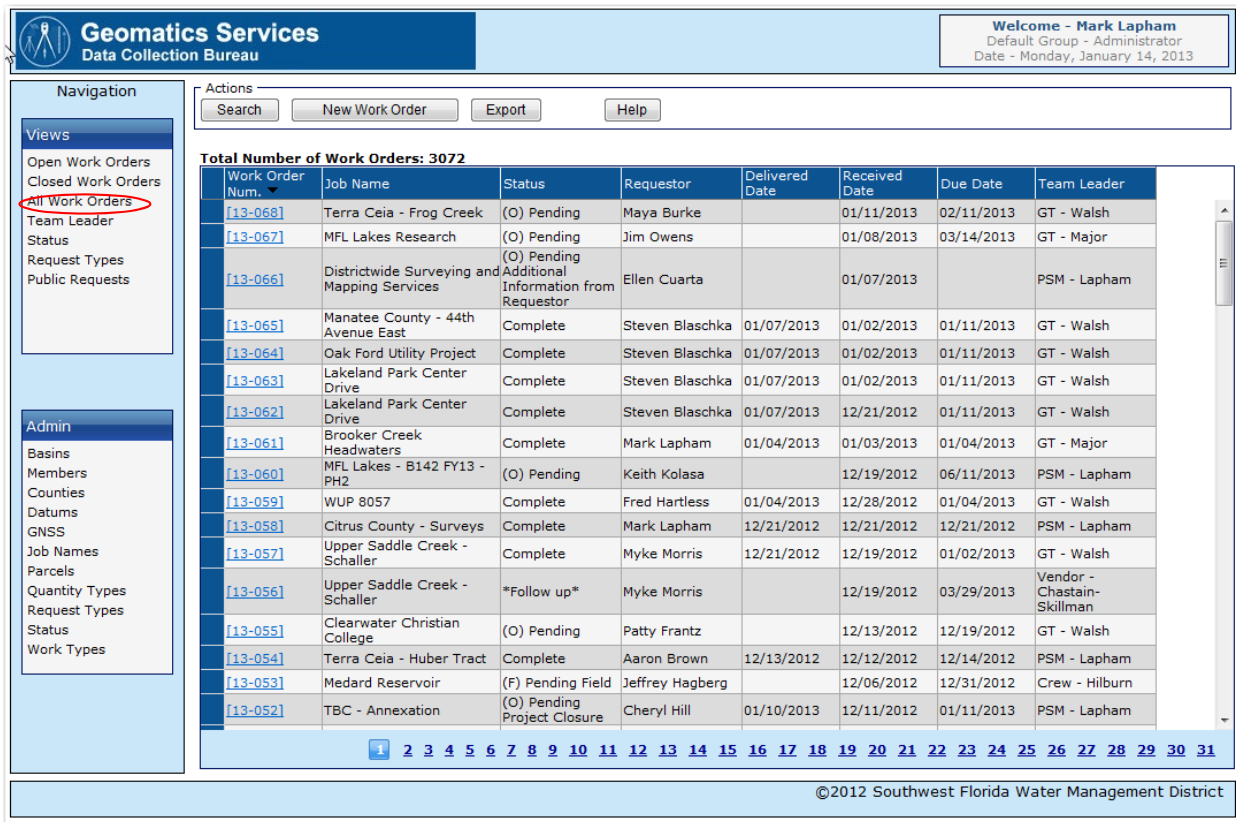 Geomatics Services
Data Collection Bureau
Welcome - Mark Lapham
Default Group - Administrator
Date - Monday, January 14, 2013
Navigation
Views
Open Work Orders
Closed Work Orders
All Work Orders
Team Leader
Status
Request Types
Public Requests
Admin
Basins
Members
Counties
Datums
GNSS
Job Names
Parcels
Quantity Types
Request Types
Status
Work Types
Actions
Search New Work Order Export Help
Total Number of Work Orders: 3072
Work Order Num. Job Name Status Requestor Delivered Date Received Date Due Date Team Leader
[13-068] Terra Ceia - Frog Creek (O) Pending Maya Burke 01/11/2013 02/11/2013 GT - Walsh
[13-067] MFL Lakes Research (O) Pending Jim Owens 01/08/2013 03/14/2013 GT - Major
[13-066] Districtwide Surveying and Mapping Services (O) Pending Additional Information from Requestor Ellen Cuarta 01/07/2013 PSM - Lapham
[13-065] Manatee County - 44th Avenue East Complete Steven Blaschka 01/07/2013 01/02/2013 01/11/2013 GT - Walsh
[13-064] Oak Ford Utility Project Complete Steven Blaschka 01/07/2013 01/02/2013 01/11/2013 GT - Walsh
[13-063] Lakeland Park Center Drive Complete Steven Blaschka 01/07/2013 01/02/2013 01/11/2013 GT - Walsh
[13-062] Lakeland Park Center Drive Complete Steven Blaschka 01/07/2013 12/21/2012 01/11/2013 GT - Walsh
[13-061] Brooker Creek Headwaters Complete Mark Lapham 01/04/2013 01/03/2013 01/04/2013 GT - Major
[13-060] MFL Lakes - B142 FY13 - PH2 (O) Pending Keith Kolasa 12/19/2012 06/11/2013 PSM - Lapham
[13-059] WUP 8057 Complete Fred Hartless 01/04/2013 12/28/2012 01/04/2013 GT - Walsh
[13-058] Citrus County - Surveys Complete Mark Lapham 12/21/2012 12/21/2012 12/21/2012 PSM - Lapham
[13-057] Upper Saddle Creek - Schaller Complete Myke Morris 12/21/2012 12/19/2012 01/02/2013 GT - Walsh
[13-056] Upper Saddle Creek - Schaller *Follow up* Myke Morris 12/19/2012 03/29/2013 Vendor - Chastain-Skillman
[13-055] Clearwater Christian College (O) Pending Patty Frantz 12/13/2012 12/19/2012 GT - Walsh
[13-054] Terra Ceia - Huber Tract Complete Aaron Brown 12/13/2012 12/12/2012 12/14/2012 PSM - Lapham
[13-053] Medard Reservoir (F) Pending Field Jeffrey Hagberg 12/06/2012 12/31/2012 Crew - Hilburn
[13-052] TBC - Annexation (O) Pending Project Closure Cheryl Hill 01/10/2013 12/11/2012 01/11/2013 PSM - Lapham
1 2 3 4 5 6 7 8 9 10 11 12 13 14 15 16 17 18 19 20 21 22 23 24 25 26 27 28 29 30 31
©2012 Southwest Florida Water Management District